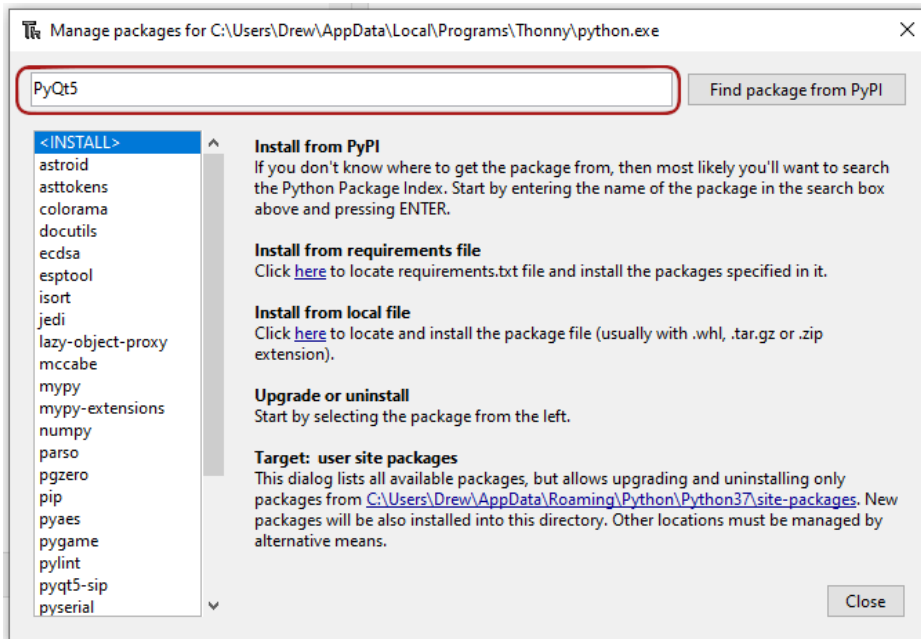 Manage packages for C:\Users\Drew\AppData\Local\Programs\Thonny\python.exe
PyQt5
Find package from PyPI
<INSTALL>
astroid
asttokens
colorama
docutils
ecdsa
esptool
isort
jedi
lazy-object-proxy
mccabe
mypy
mypy-extensions
numpy
parso
pgzero
pip
pyaes
pygame
pylint
pyqt5-sip
pyserial
Install from PyPI
If you don't know where to get the package from, then most likely you'll want to search
the Python Package Index. Start by entering the name of the package in the search box
above and pressing ENTER.
Install from requirements file
Click here to locate requirements.txt file and install the packages specified in it.
Install from local file
Click here to locate and install the package file (usually with .whl, .tar.gz or .zip
extension).
Upgrade or uninstall
Start by selecting the package from the left.
Target:  user site packages
This dialog lists all available packages, but allows upgrading and uninstalling only
packages from C:\Users\Drew\AppData\Roaming\Python\Python37\site-packages. New
packages will be also installed into this directory. Other locations must be managed by
alternative means.
Close